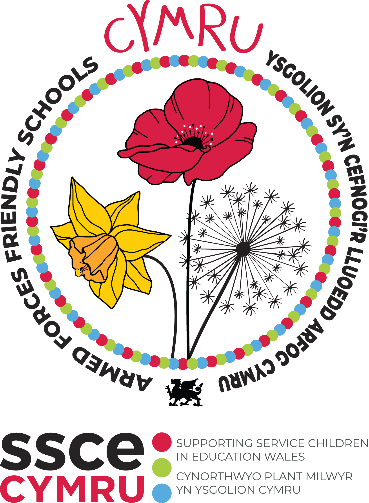 CYMRU
ARMED FORCES FRIENDLY SCHOOLS
YSGOLION SY'N CEFNOGI'R LLUOEDD ARFOG CYMRU
ssce
CYMRU
SUPPORTING SERVICE CHILDREN
IN EDUCATION WALES
CYNORTHWYO PLANT MILWYR
YN YSGOLION CYMRU